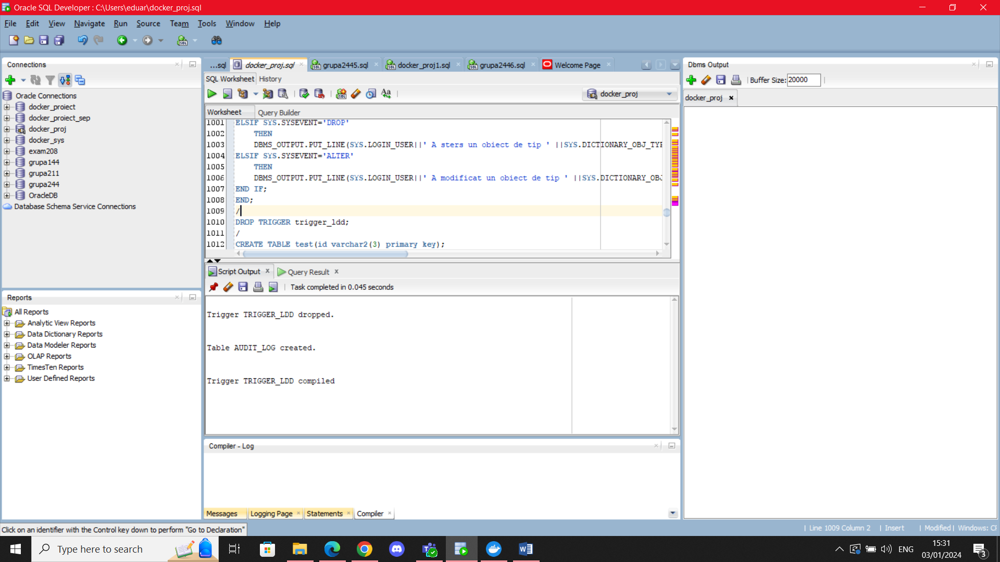 Oracle SQL Developer : C:\Users\eduar\docker_proj.sql
File Edit View Navigate Run Source Team Tools Window Help
Connections
Oracle Connections
docker_proiect
docker_proiect_sep
docker_proj
docker_sys
exam208
grupa144
grupa211
grupa244
OracleDB
Database Schema Service Connections
Reports
All Reports
Analytic View Reports
Data Dictionary Reports
Data Modeler Reports
OLAP Reports
TimesTen Reports
User Defined Reports
...sql docker_proj.sql grupa2445.sql docker_proj1.sql grupa2446.sql Welcome Page
SQL Worksheet History
docker_proj
Worksheet Query Builder
1001 ELSIF SYS.SYSEVENT='DROP'
1002 THEN
1003 DBMS_OUTPUT.PUT_LINE(SYS.LOGIN_USER||' A sters un obiect de tip ' ||SYS.DICTIONARY_OBJ_TYP
1004 ELSIF SYS.SYSEVENT='ALTER'
1005 THEN
1006 DBMS_OUTPUT.PUT_LINE(SYS.LOGIN_USER||' A modificat un obiect de tip ' ||SYS.DICTIONARY_OBJ
1007 END IF;
1008 END;
1009 /
1010 DROP TRIGGER trigger_ldd;
1011 /
1012 CREATE TABLE test(id varchar2(3) primary key);
Script Output x Query Result x
Task completed in 0.045 seconds
Trigger TRIGGER_LDD dropped.
Table AUDIT_LOG created.
Trigger TRIGGER_LDD compiled
Compiler - Log
Messages Logging Page Statements Compiler
Dbms Output
Buffer Size: 20000
docker_proj
Click on an identifier with the Control key down to perform "Go to Declaration"
| Line 1009 Column 2 | Insert | Modified | Windows: CF
Type here to search
ENG
15:31
03/01/2024
3